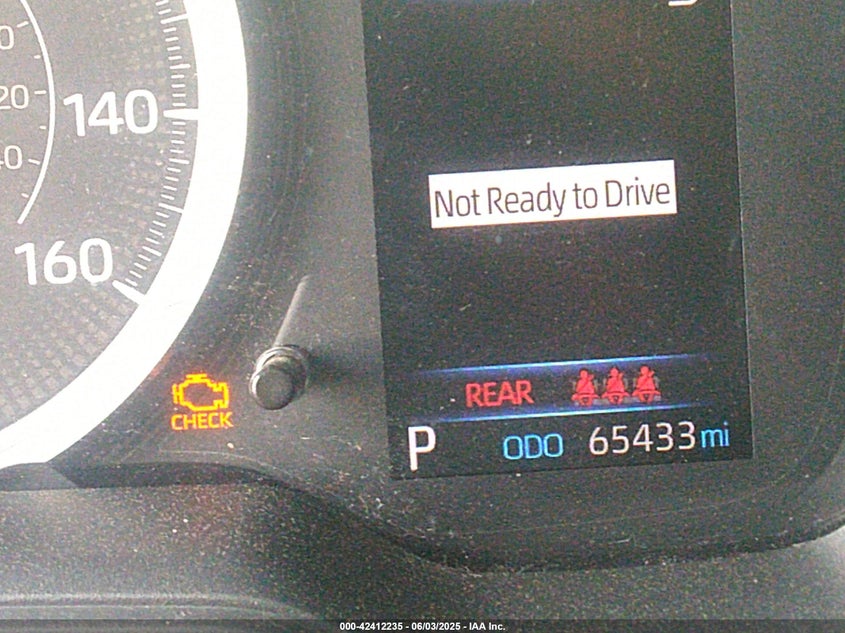 140
160
Not Ready to Drive
REAR
CHECK
P ODO 65433 mi
000-42412235 - 06/03/2025 - IAA Inc.